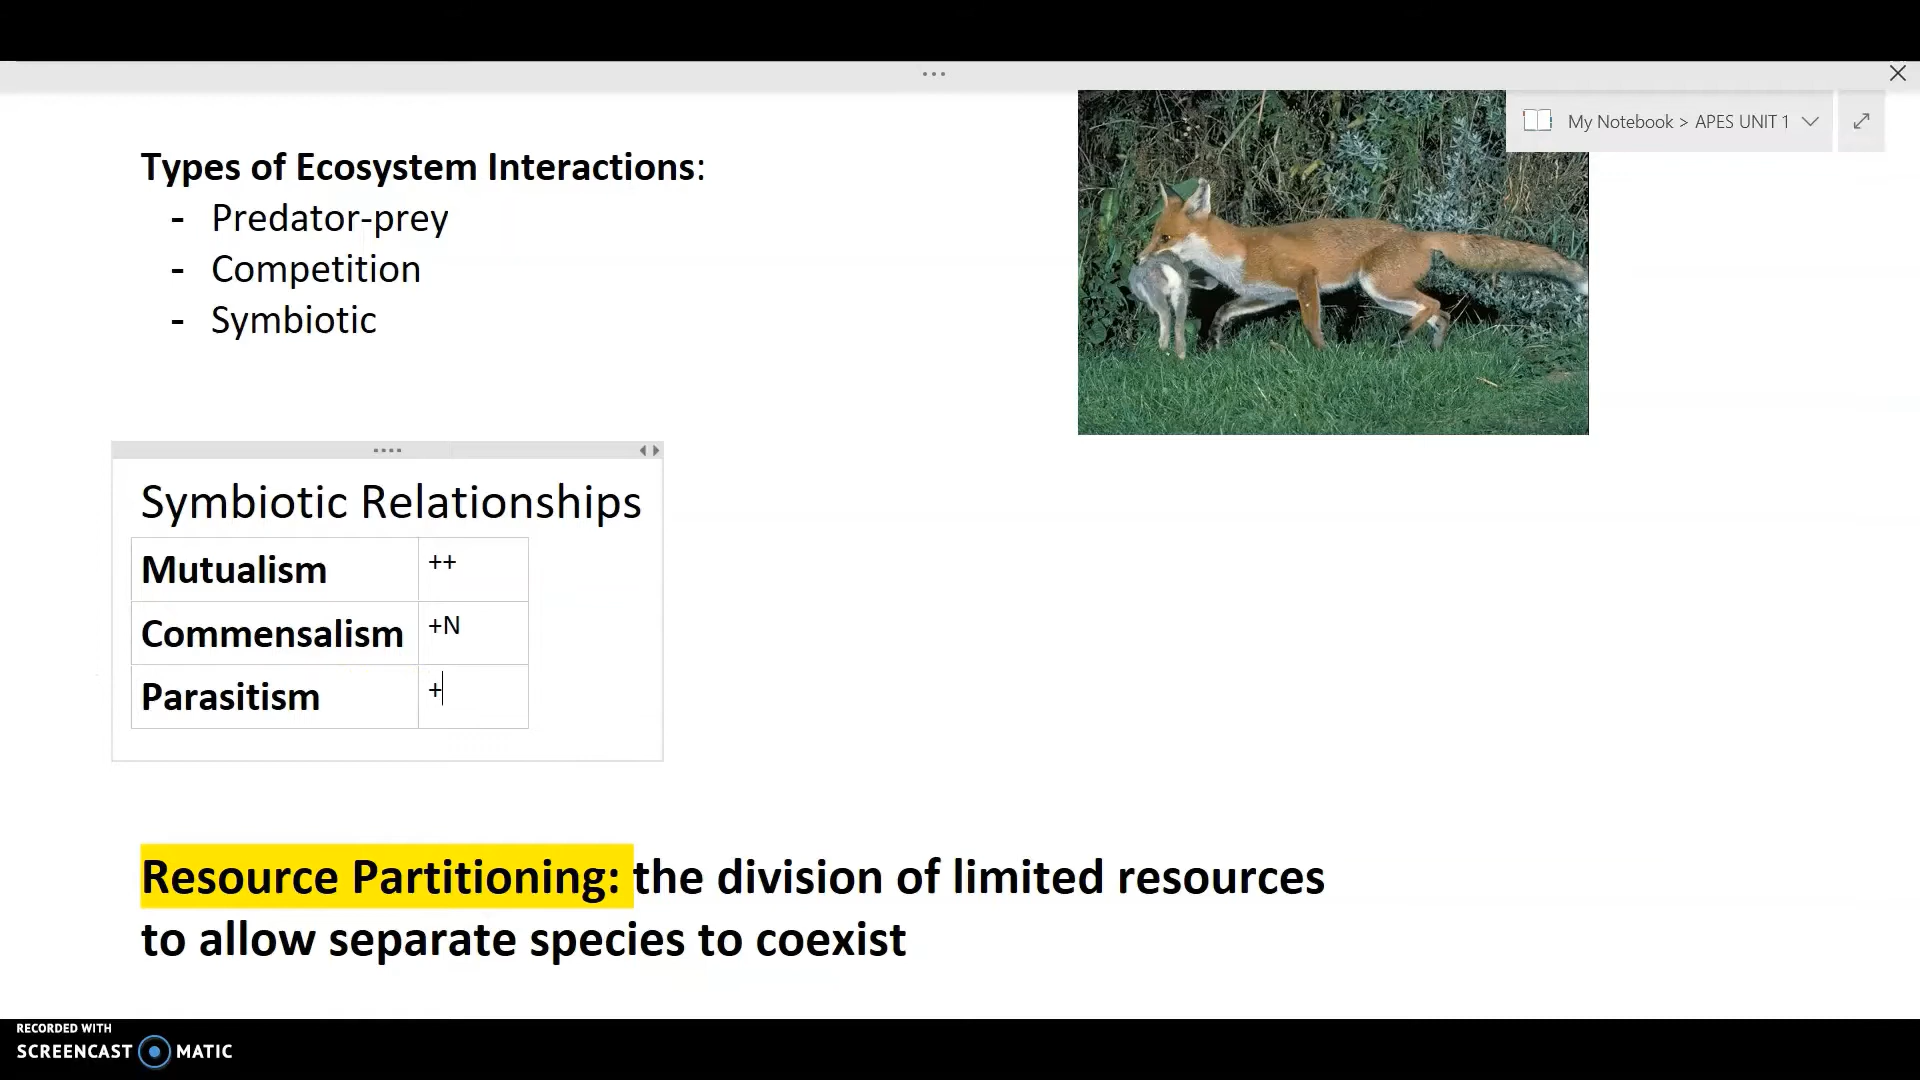 My Notebook > APES UNIT 1
Types of Ecosystem Interactions:
- Predator-prey
- Competition
- Symbiotic
Symbiotic Relationships
Mutualism ++
Commensalism +N
Parasitism +
Resource Partitioning: the division of limited resources
to allow separate species to coexist
RECORDED WITH
SCREENCAST MATIC